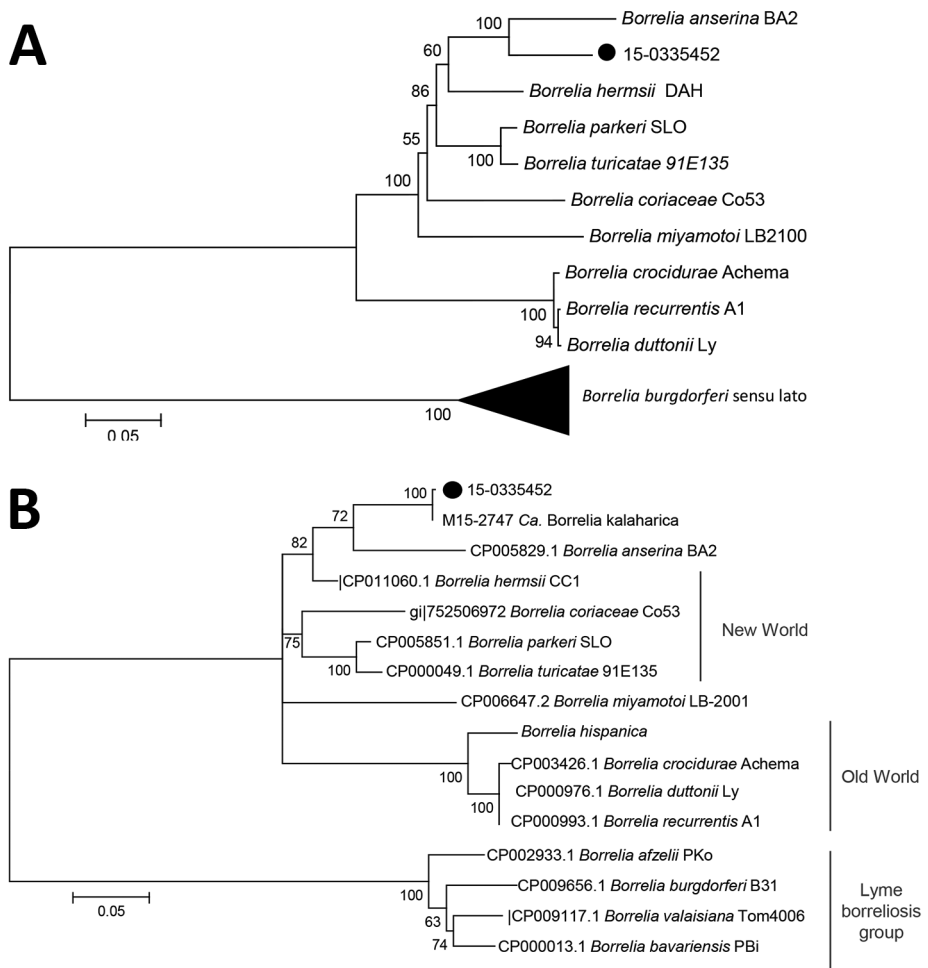 A
100
Borrelia anserina BA2
15-0335452
60
Borrelia hermsii DAH
86
Borrelia parkeri SLO
100
Borrelia turicatae 91E135
55
Borrelia coriaceae Co53
100
Borrelia miyamotoi LB2100
Borrelia crocidurae Achema
Borrelia recurrentis A1
100
94
Borrelia duttonii Ly
Borrelia burgdorferi sensu lato
100
0.05
B
100
15-0335452
M15-2747 Ca. Borrelia kalaharica
72
CP005829.1 Borrelia anserina BA2
82
|CP011060.1 Borrelia hermsii CC1
gi|752506972 Borrelia coriaceae Co53
New World
75
CP005851.1 Borrelia parkeri SLO
100
CP000049.1 Borrelia turicatae 91E135
CP006647.2 Borrelia miyamotoi LB-2001
Borrelia hispanica
100
CP003426.1 Borrelia crocidurae Achema
Old World
CP000976.1 Borrelia duttonii Ly
100
CP000993.1 Borrelia recurrentis A1
CP002933.1 Borrelia afzelii PKo
100
CP009656.1 Borrelia burgdorferi B31
Lyme
borreliosis
group
63
|CP009117.1 Borrelia valaisiana Tom4006
74
CP000013.1 Borrelia bavariensis PBi
0.05